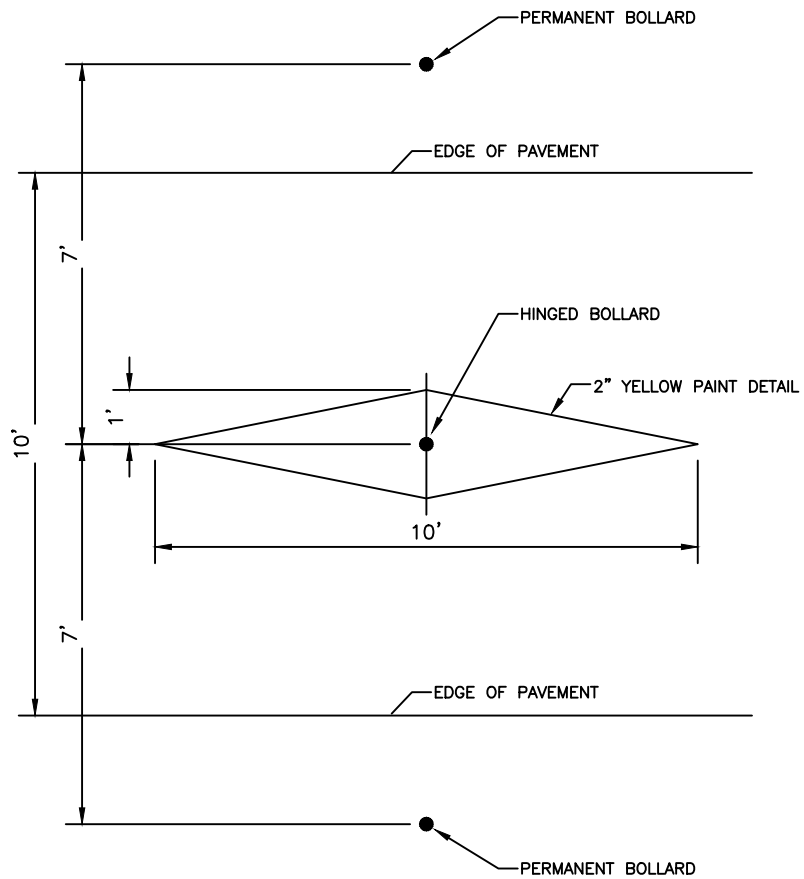 PERMANENT BOLLARD
EDGE OF PAVEMENT
7'
HINGED BOLLARD
2" YELLOW PAINT DETAIL
1'
10'
10'
7'
EDGE OF PAVEMENT
PERMANENT BOLLARD